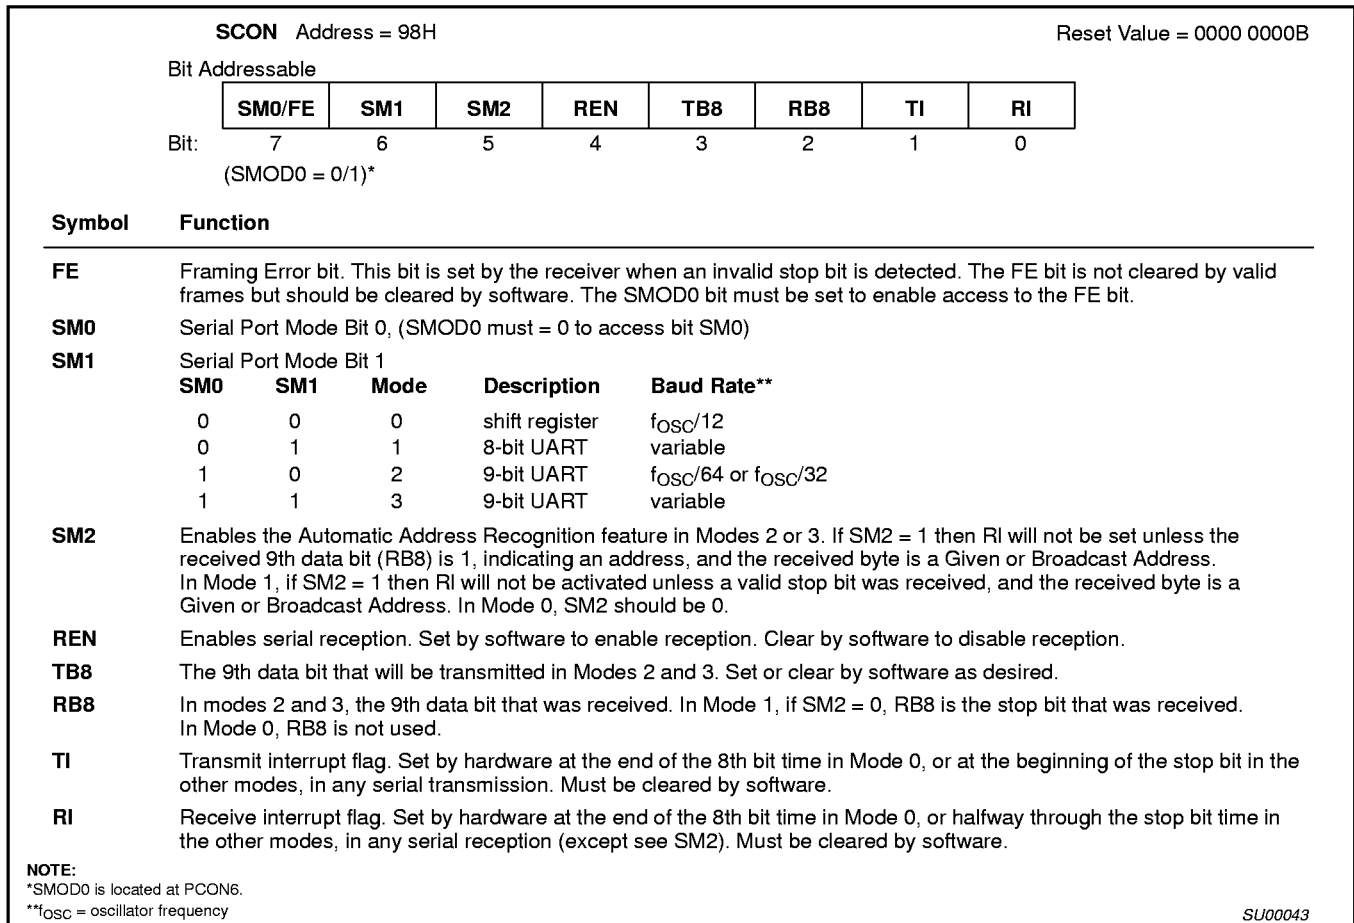 SCON Address = 98H Reset Value = 0000 0000B
Bit Addressable
SM0/FE SM1 SM2 REN TB8 RB8 TI RI
Bit: 7 6 5 4 3 2 1 0
(SMOD0 = 0/1)*
Symbol Function
FE Framing Error bit. This bit is set by the receiver when an invalid stop bit is detected. The FE bit is not cleared by valid
frames but should be cleared by software. The SMOD0 bit must be set to enable access to the FE bit.
SM0 Serial Port Mode Bit 0, (SMOD0 must = 0 to access bit SM0)
SM1 Serial Port Mode Bit 1
SM0 SM1 Mode Description Baud Rate**
0 0 0 shift register fOSC/12
0 1 1 8-bit UART variable
1 0 2 9-bit UART fOSC/64 or fOSC/32
1 1 3 9-bit UART variable
SM2 Enables the Automatic Address Recognition feature in Modes 2 or 3. If SM2 = 1 then RI will not be set unless the
received 9th data bit (RB8) is 1, indicating an address, and the received byte is a Given or Broadcast Address.
In Mode 1, if SM2 = 1 then RI will not be activated unless a valid stop bit was received, and the received byte is a
Given or Broadcast Address. In Mode 0, SM2 should be 0.
REN Enables serial reception. Set by software to enable reception. Clear by software to disable reception.
TB8 The 9th data bit that will be transmitted in Modes 2 and 3. Set or clear by software as desired.
RB8 In modes 2 and 3, the 9th data bit that was received. In Mode 1, if SM2 = 0, RB8 is the stop bit that was received.
In Mode 0, RB8 is not used.
TI Transmit interrupt flag. Set by hardware at the end of the 8th bit time in Mode 0, or at the beginning of the stop bit in the
other modes, in any serial transmission. Must be cleared by software.
RI Receive interrupt flag. Set by hardware at the end of the 8th bit time in Mode 0, or halfway through the stop bit time in
the other modes, in any serial reception (except see SM2). Must be cleared by software.
NOTE:
*SMOD0 is located at PCON6.
**fOSC = oscillator frequency SU00043